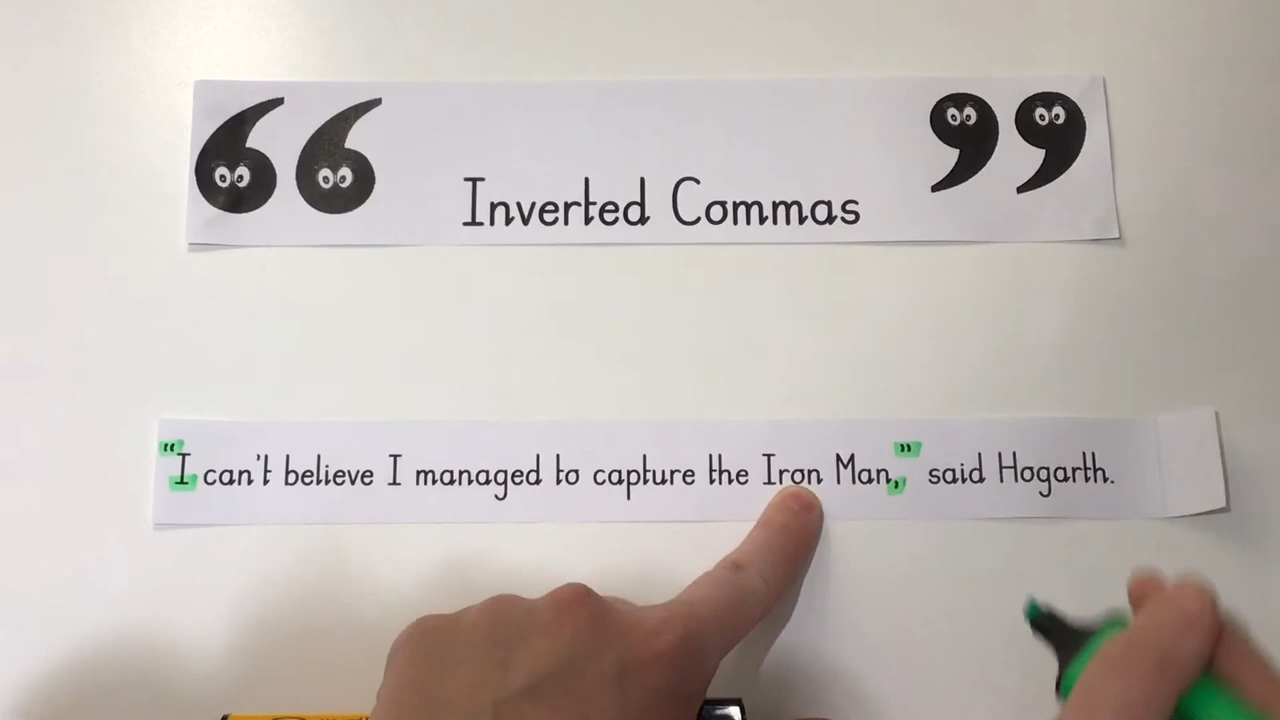 “ Inverted Commas ”
“I can't believe I managed to capture the Iron Man,” said Hogarth.